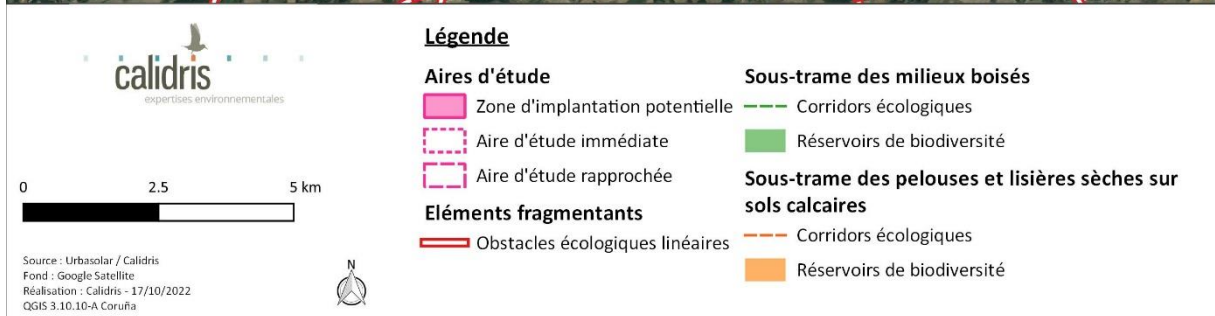 calidris
expertises environnementales
0 2.5 5 km
Source : Urbasolar / Calidris
Fond : Google Satellite
Réalisation : Calidris - 17/10/2022
QGIS 3.10.10-A Coruña
N
Légende
Aires d'étude
Zone d'implantation potentielle
Aire d'étude immédiate
Aire d'étude rapprochée
Eléments fragmentants
Obstacles écologiques linéaires
Sous-trame des milieux boisés
Corridors écologiques
Réservoirs de biodiversité
Sous-trame des pelouses et lisières sèches sur
sols calcaires
Corridors écologiques
Réservoirs de biodiversité